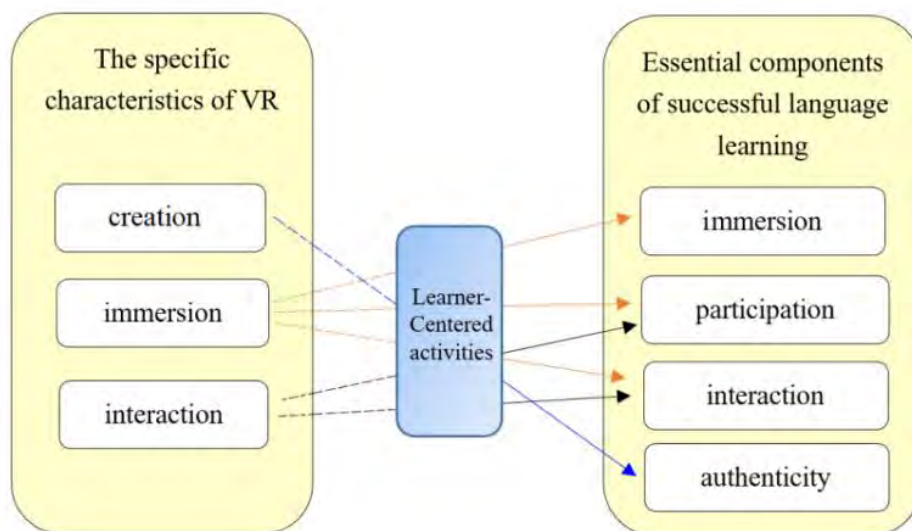 The specific
characteristics of VR
creation
immersion
interaction
Learner-
Centered
activities
Essential components
of successful language
learning
immersion
participation
interaction
authenticity